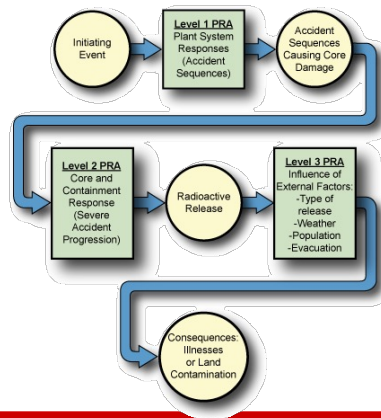 Initiating
Event
Level 1 PRA
Plant System
Responses
(Accident
Sequences)
Accident
Sequences
Causing Core
Damage
Level 2 PRA
Core and
Containment
Response
(Severe
Accident
Progression)
Radioactive
Release
Level 3 PRA
Influence of
External Factors:
-Type of
release
-Weather
-Population
-Evacuation
Consequences:
Illnesses
or Land
Contamination